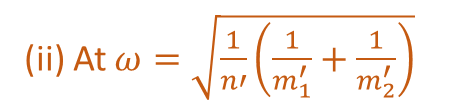 (ii) At ω = √(1/n′ (1/m′₁ + 1/m′₂))